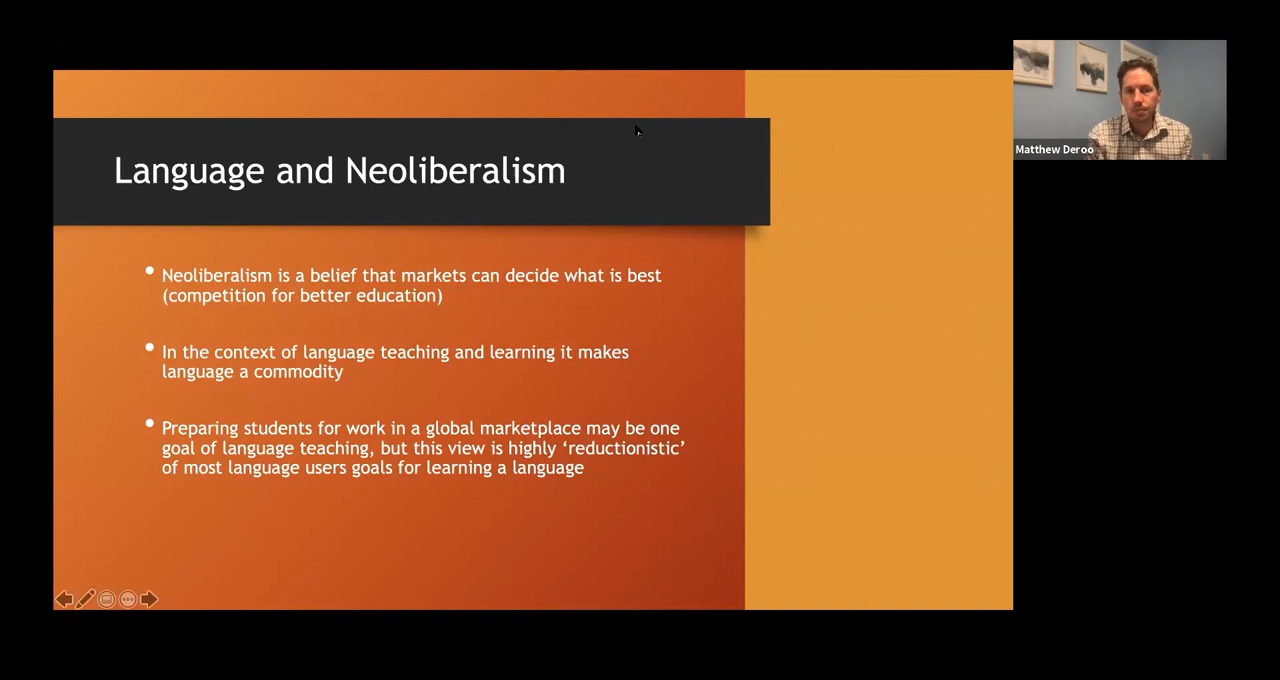 Language and Neoliberalism
• Neoliberalism is a belief that markets can decide what is best
(competition for better education)
• In the context of language teaching and learning it makes
language a commodity
• Preparing students for work in a global marketplace may be one
goal of language teaching, but this view is highly ‘reductionistic’
of most language users goals for learning a language
Matthew Deroo